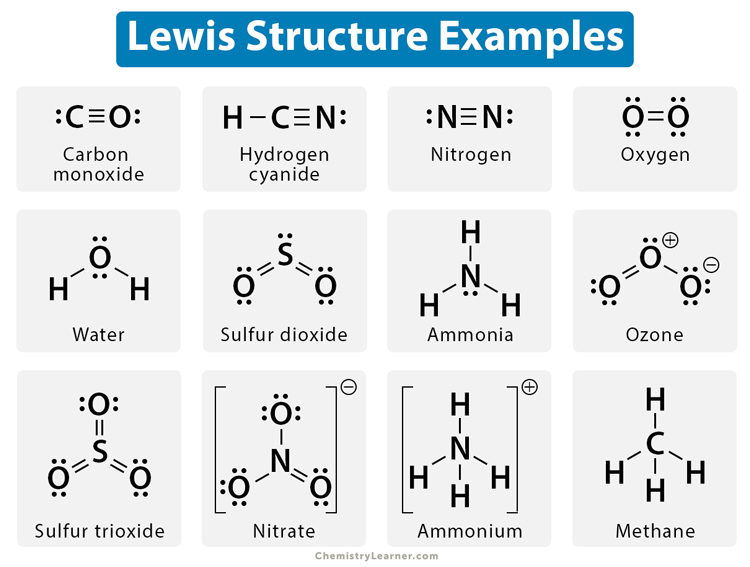 Lewis Structure Examples
:C≡O:
Carbon
monoxide
H–C≡N:
Hydrogen
cyanide
:N≡N:
Nitrogen
O=O
Oxygen
O
H H
Water
S
O O
Sulfur dioxide
H
N
H H
Ammonia
O ⊕
:O O: ⊖
Ozone
:O:
S
O O
Sulfur trioxide
⊖
:O:
N
:O O
Nitrate
⊕
H
N
H H
H
Ammonium
H
C
H H
H
Methane
ChemistryLearner.com